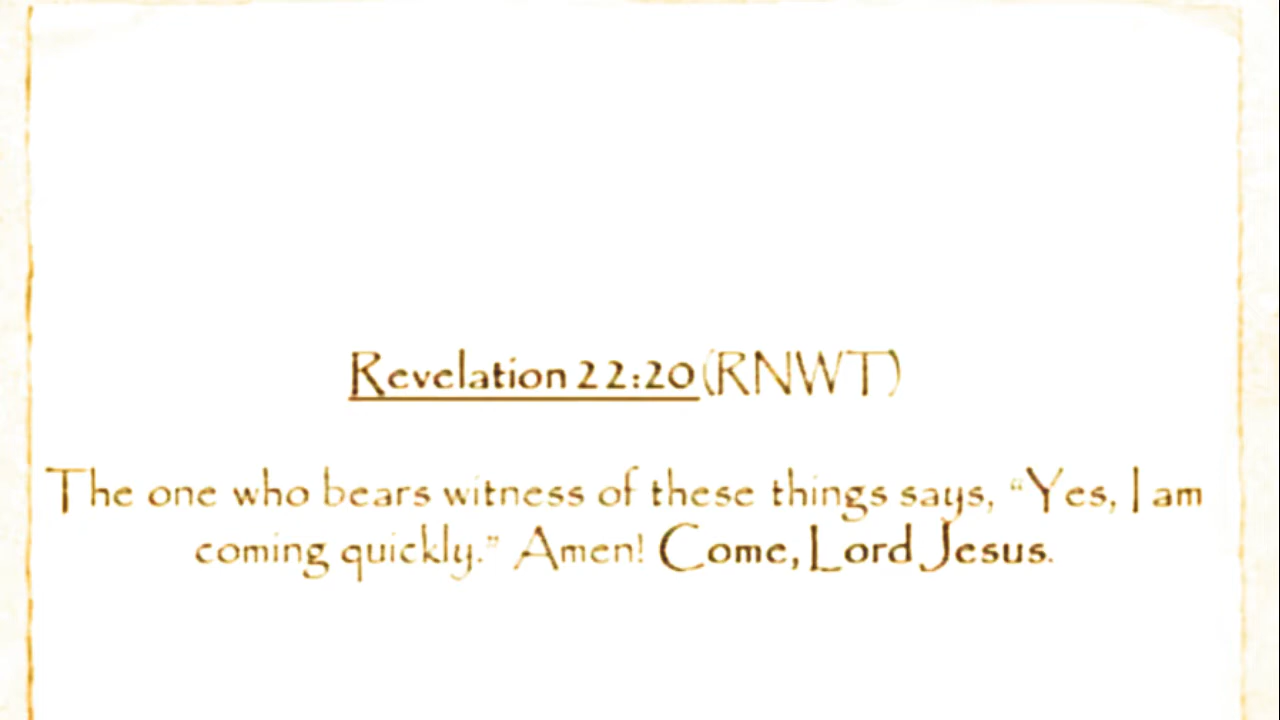 Revelation 22:20 (RNWT)
The one who bears witness of these things says, “Yes, I am
coming quickly.” Amen! Come, Lord Jesus.